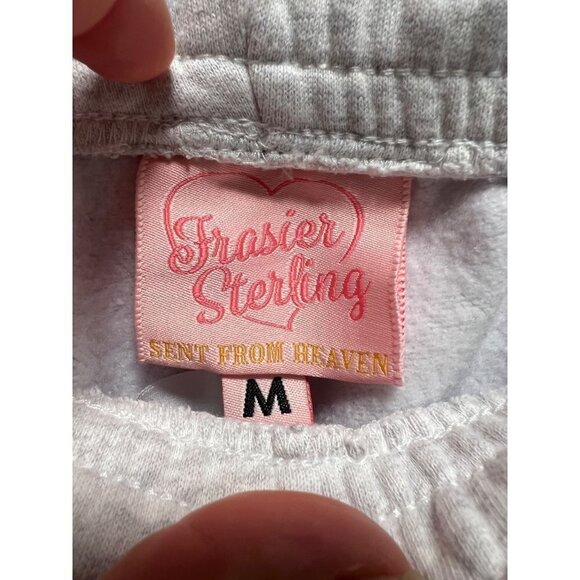 Frasier
Sterling
SENT FROM HEAVEN
M